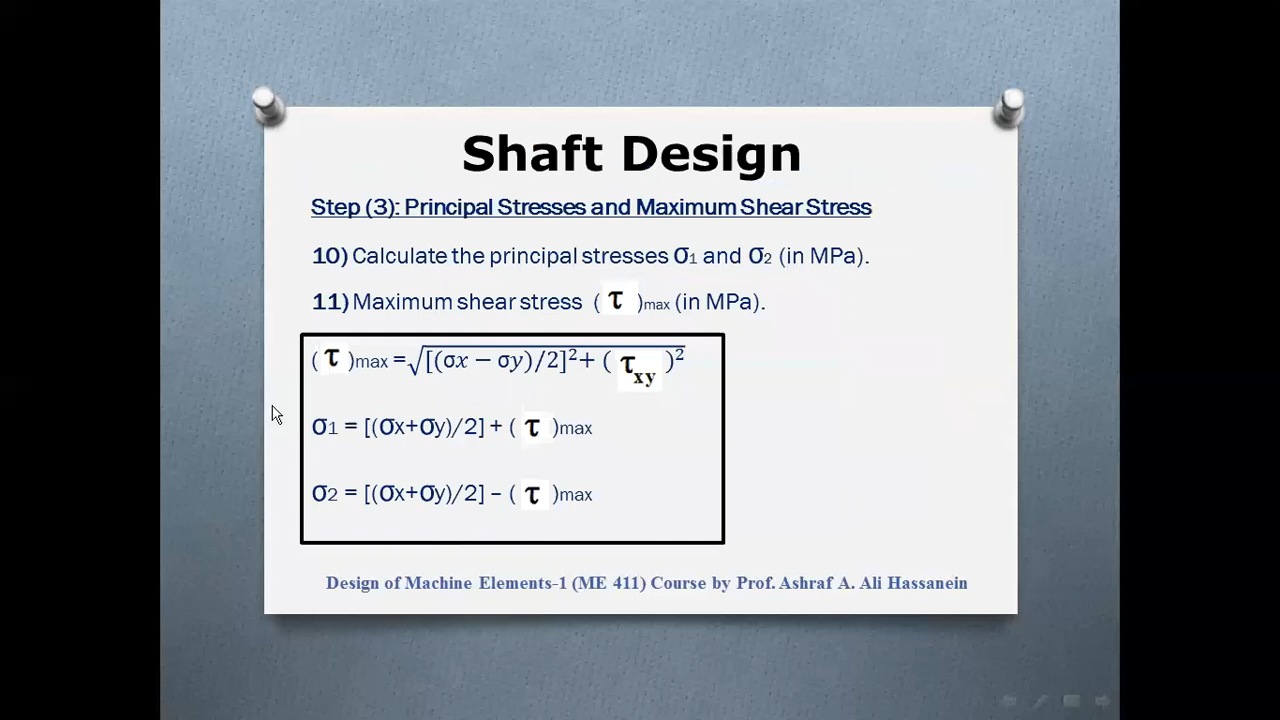 Shaft Design
Step (3): Principal Stresses and Maximum Shear Stress
10) Calculate the principal stresses σ1 and σ2 (in MPa).
11) Maximum shear stress ( τ )max (in MPa).
( τ )max =√[(σx − σy)/2]²+ ( τxy )²
σ1 = [(σx+σy)/2] + ( τ )max
σ2 = [(σx+σy)/2] – ( τ )max
Design of Machine Elements-1 (ME 411) Course by Prof. Ashraf A. Ali Hassanein